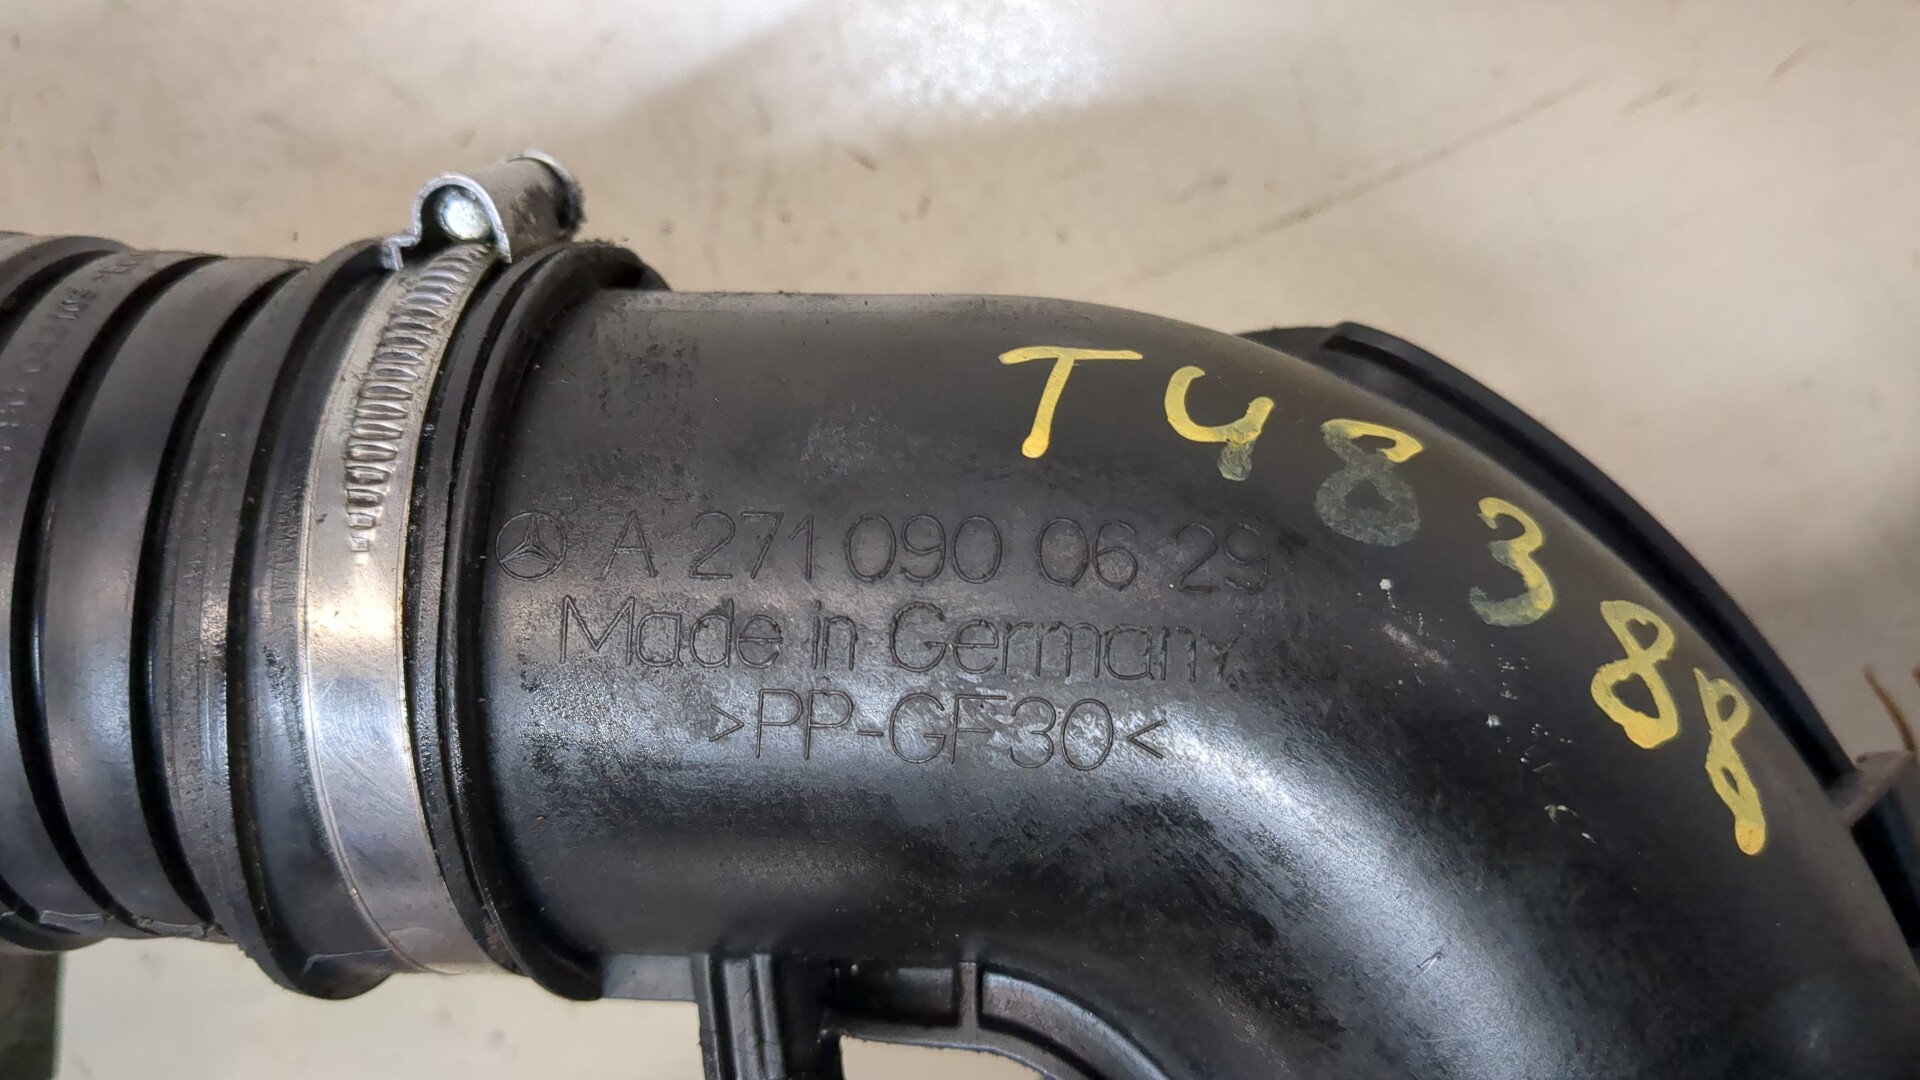 T48388
A 271 090 06 29
Made in Germany
>PP-GF30<